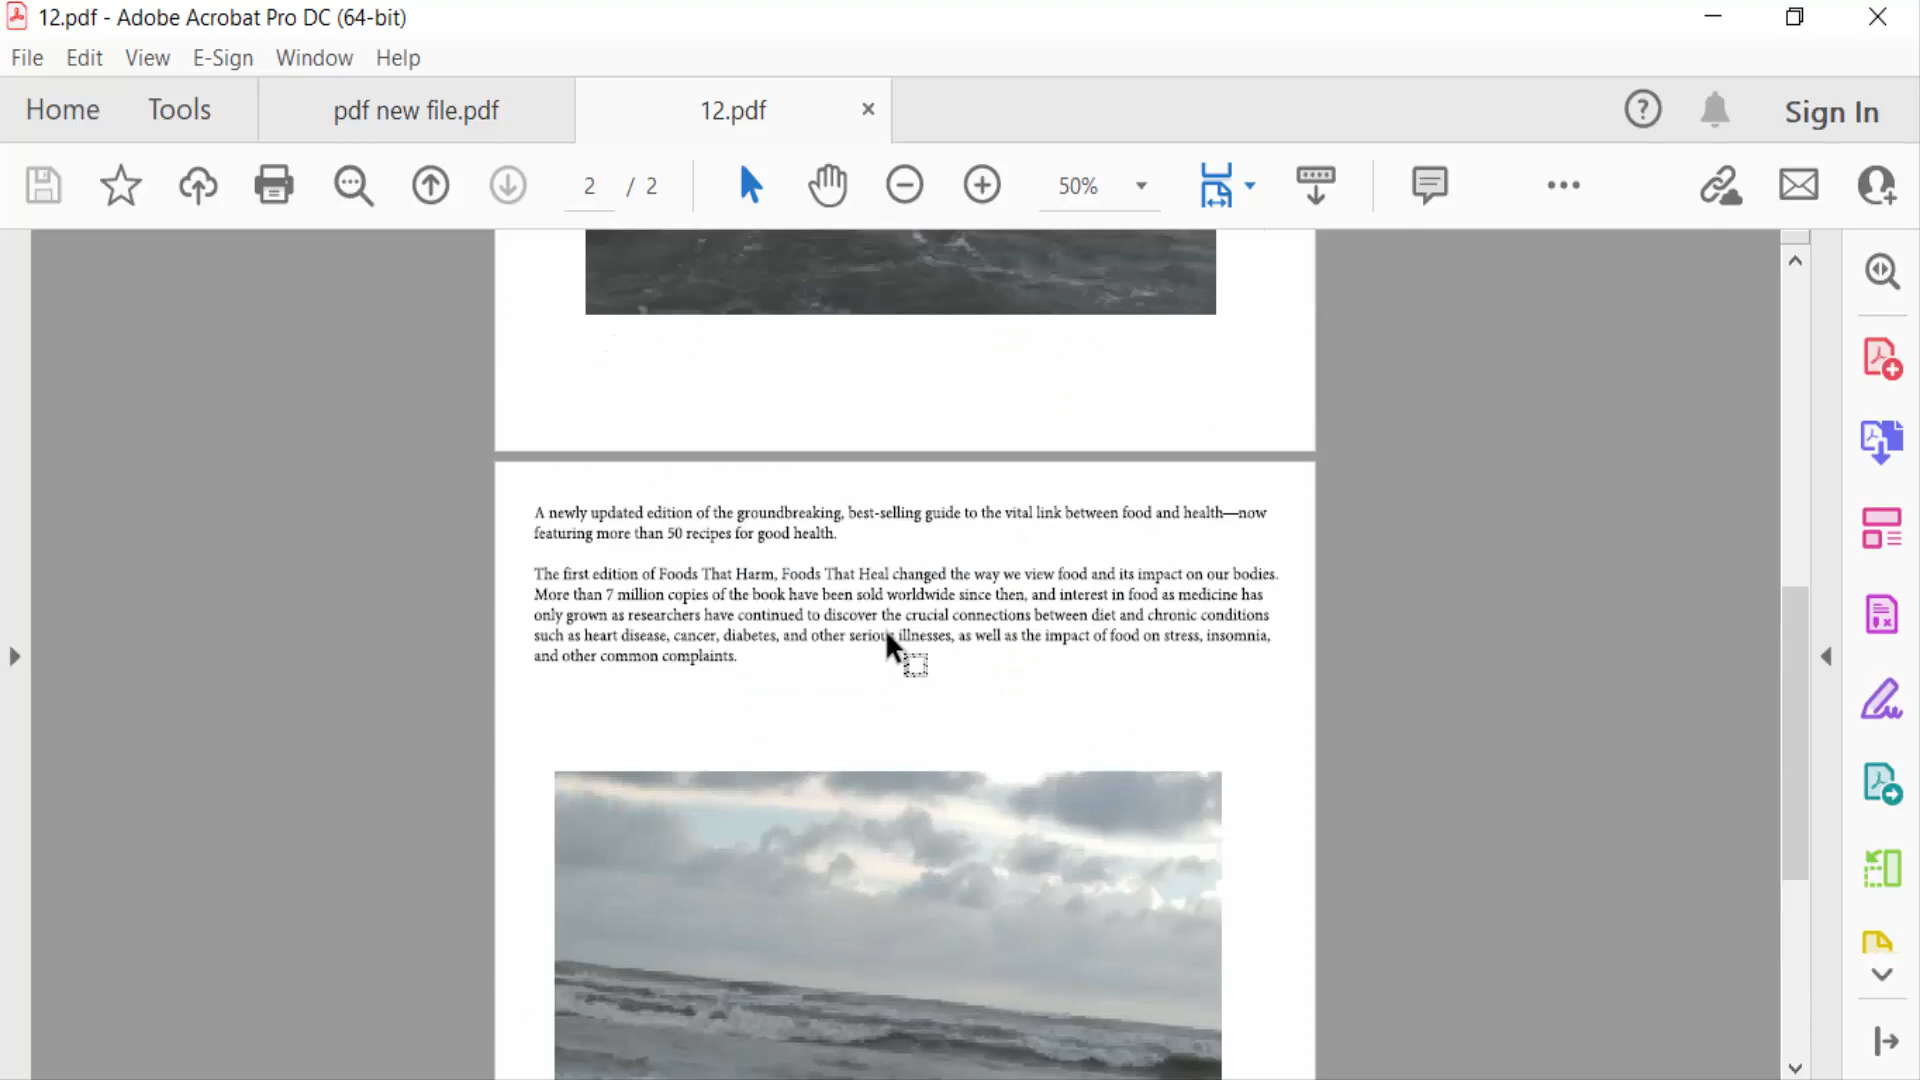 12.pdf - Adobe Acrobat Pro DC (64-bit)
File Edit View E-Sign Window Help
Home Tools pdf new file.pdf 12.pdf Sign In
2 / 2 50%
A newly updated edition of the groundbreaking, best-selling guide to the vital link between food and health—now
featuring more than 50 recipes for good health.
The first edition of Foods That Harm, Foods That Heal changed the way we view food and its impact on our bodies.
More than 7 million copies of the book have been sold worldwide since then, and interest in food as medicine has
only grown as researchers have continued to discover the crucial connections between diet and chronic conditions
such as heart disease, cancer, diabetes, and other serious illnesses, as well as the impact of food on stress, insomnia,
and other common complaints.